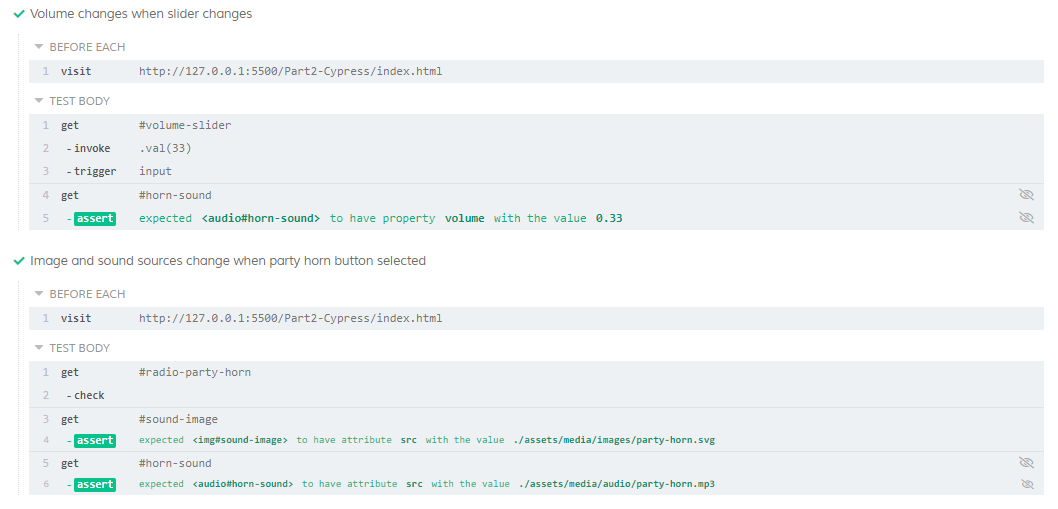 Volume changes when slider changes
BEFORE EACH
1 visit http://127.0.0.1:5500/Part2-Cypress/index.html
TEST BODY
1 get #volume-slider
2 - invoke .val(33)
3 - trigger input
4 get #horn-sound
5 - assert expected <audio#horn-sound> to have property volume with the value 0.33
Image and sound sources change when party horn button selected
BEFORE EACH
1 visit http://127.0.0.1:5500/Part2-Cypress/index.html
TEST BODY
1 get #radio-party-horn
2 - check
3 get #sound-image
4 - assert expected <img#sound-image> to have attribute src with the value ./assets/media/images/party-horn.svg
5 get #horn-sound
6 - assert expected <audio#horn-sound> to have attribute src with the value ./assets/media/audio/party-horn.mp3